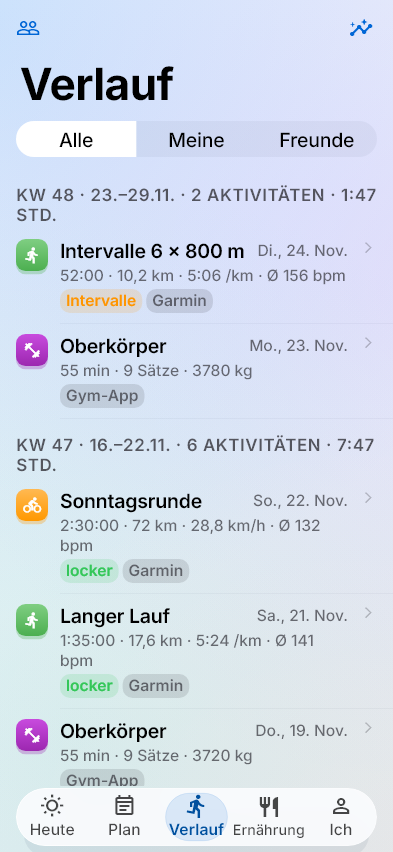 Verlauf
Alle Meine Freunde
KW 48 · 23.–29.11. · 2 AKTIVITÄTEN · 1:47
STD.
Intervalle 6 × 800 m Di., 24. Nov.
52:00 · 10,2 km · 5:06 /km · Ø 156 bpm
Intervalle Garmin
Oberkörper Mo., 23. Nov.
55 min · 9 Sätze · 3780 kg
Gym-App
KW 47 · 16.–22.11. · 6 AKTIVITÄTEN · 7:47
STD.
Sonntagsrunde So., 22. Nov.
2:30:00 · 72 km · 28,8 km/h · Ø 132
bpm
locker Garmin
Langer Lauf Sa., 21. Nov.
1:35:00 · 17,6 km · 5:24 /km · Ø 141
bpm
locker Garmin
Oberkörper Do., 19. Nov.
55 min · 9 Sätze · 3720 kg
Gym-App
Heute Plan Verlauf Ernährung Ich